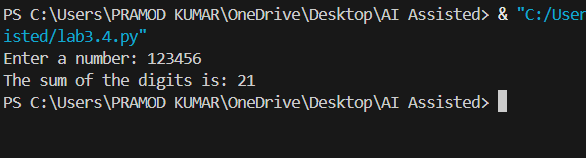 PS C:\Users\PRAMOD KUMAR\OneDrive\Desktop\AI Assisted> & "C:/User
isted/lab3.4.py"
Enter a number: 123456
The sum of the digits is: 21
PS C:\Users\PRAMOD KUMAR\OneDrive\Desktop\AI Assisted>